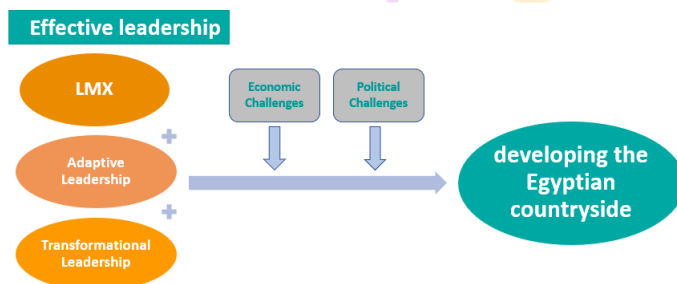 Effective leadership
LMX
Economic
Challenges
Political
Challenges
Adaptive
Leadership
developing the
Egyptian
countryside
Transformational
Leadership